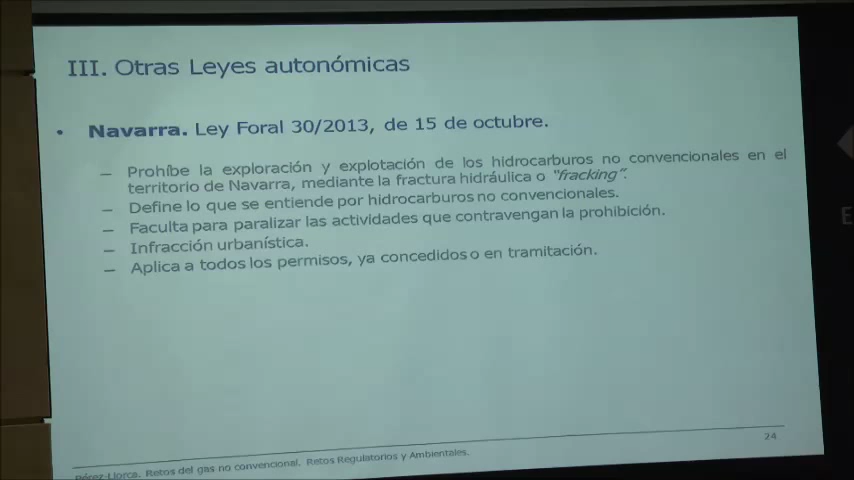 III. Otras Leyes autonómicas
• Navarra. Ley Foral 30/2013, de 15 de octubre.
– Prohíbe la exploración y explotación de los hidrocarburos no convencionales en el
territorio de Navarra, mediante la fractura hidráulica o "fracking".
– Define lo que se entiende por hidrocarburos no convencionales.
– Faculta para paralizar las actividades que contravengan la prohibición.
– Infracción urbanística.
– Aplica a todos los permisos, ya concedidos o en tramitación.
24
Pérez-Llorca. Retos del gas no convencional. Retos Regulatorios y Ambientales.
E